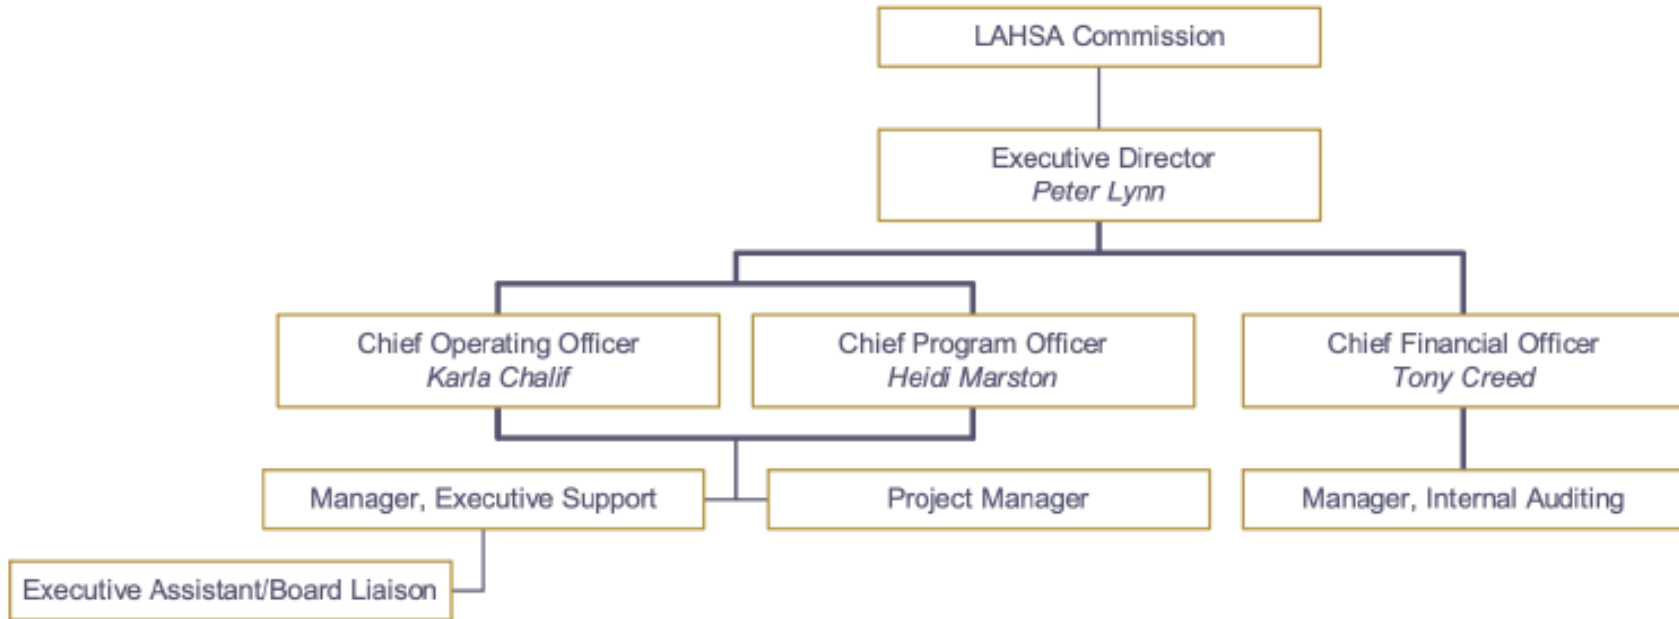 LAHSA Commission
Executive Director
Peter Lynn
Chief Operating Officer
Karla Chalif
Chief Program Officer
Heidi Marston
Chief Financial Officer
Tony Creed
Manager, Executive Support
Project Manager
Manager, Internal Auditing
Executive Assistant/Board Liaison